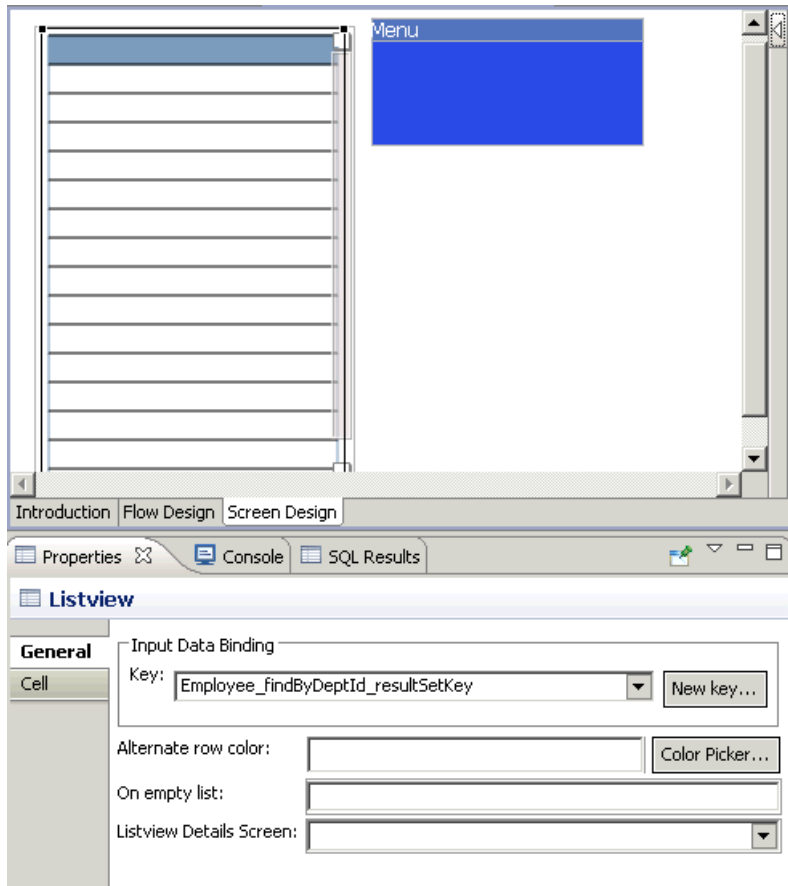 Menu
Introduction Flow Design Screen Design
Properties Console SQL Results
Listview
General
Cell
Input Data Binding
Key: Employee_findByDeptId_resultSetKey New key...
Alternate row color: Color Picker...
On empty list:
Listview Details Screen: